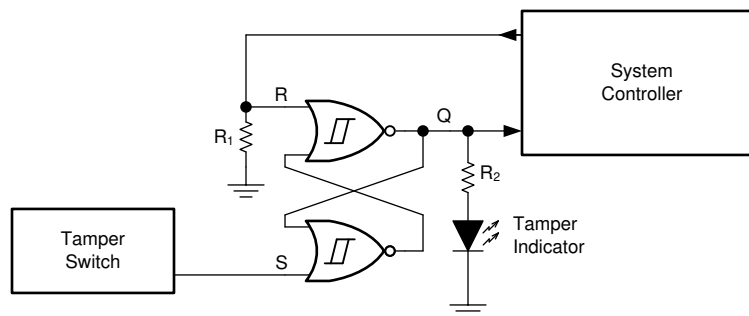 System
Controller
R
Q
R1
R2
Tamper
Switch
S
Tamper
Indicator